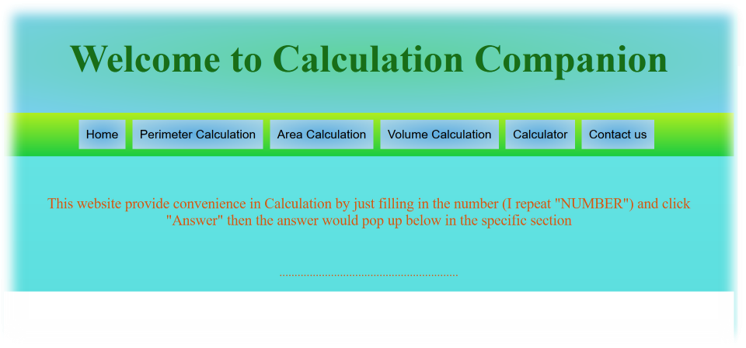 Welcome to Calculation Companion
Home Perimeter Calculation Area Calculation Volume Calculation Calculator Contact us
This website provide convenience in Calculation by just filling in the number (I repeat "NUMBER") and click
"Answer" then the answer would pop up below in the specific section
...........................................................